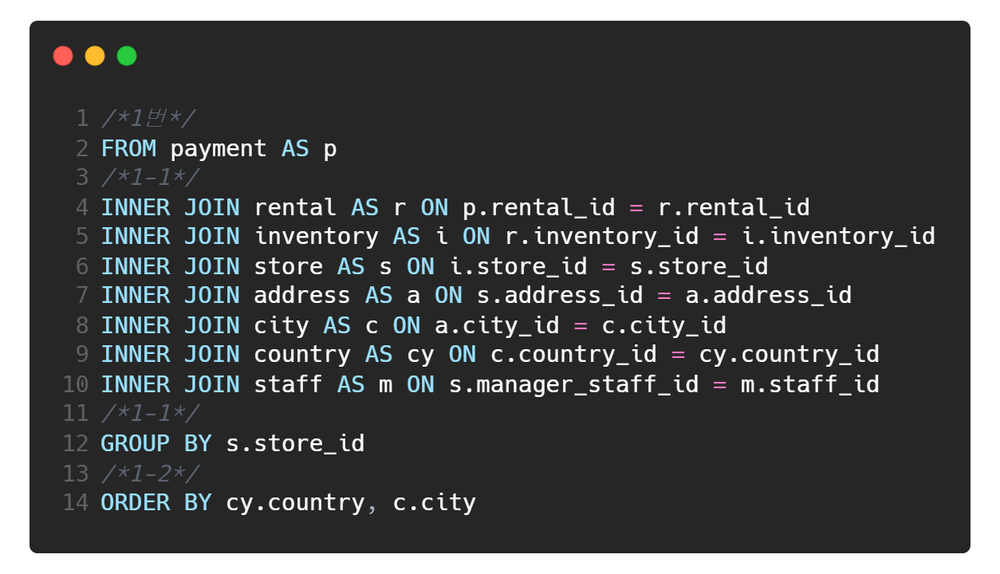 1 /*1번*/
2 FROM payment AS p
3 /*1-1*/
4 INNER JOIN rental AS r ON p.rental_id = r.rental_id
5 INNER JOIN inventory AS i ON r.inventory_id = i.inventory_id
6 INNER JOIN store AS s ON i.store_id = s.store_id
7 INNER JOIN address AS a ON s.address_id = a.address_id
8 INNER JOIN city AS c ON a.city_id = c.city_id
9 INNER JOIN country AS cy ON c.country_id = cy.country_id
10 INNER JOIN staff AS m ON s.manager_staff_id = m.staff_id
11 /*1-1*/
12 GROUP BY s.store_id
13 /*1-2*/
14 ORDER BY cy.country, c.city